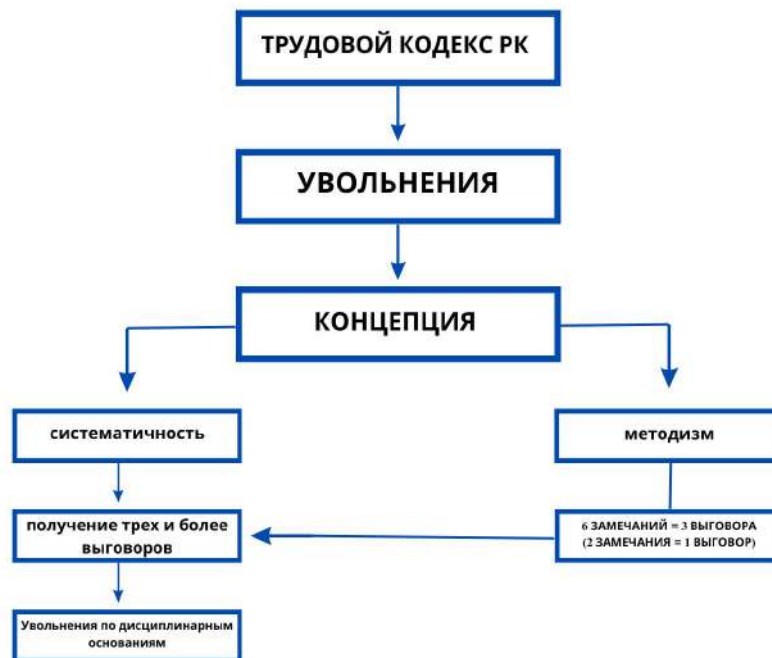 ТРУДОВОЙ КОДЕКС РК
УВОЛЬНЕНИЯ
КОНЦЕПЦИЯ
систематичность
методизм
получение трех и более
выговоров
6 ЗАМЕЧАНИЙ = 3 ВЫГОВОРА
(2 ЗАМЕЧАНИЯ = 1 ВЫГОВОР)
Увольнения по дисциплинарным
основаниям